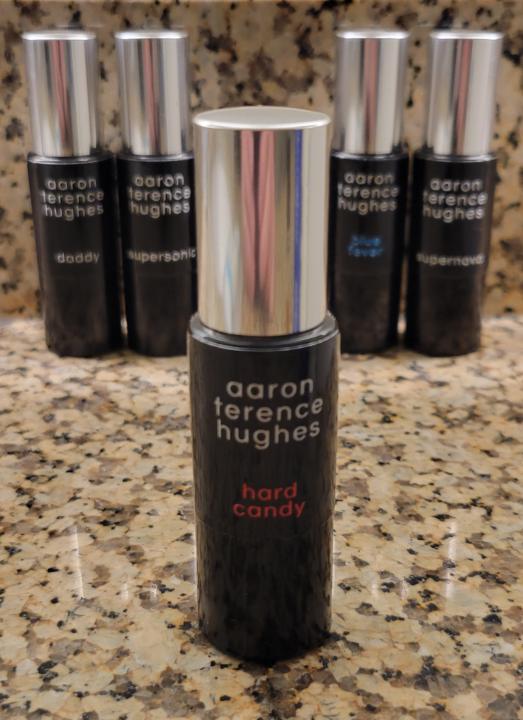 aaron
terence
hughes
daddy
aaron
terence
hughes
supersonic
aaron
terence
hughes
blue
fever
aaron
terence
hughes
supernova
aaron
terence
hughes
hard
candy